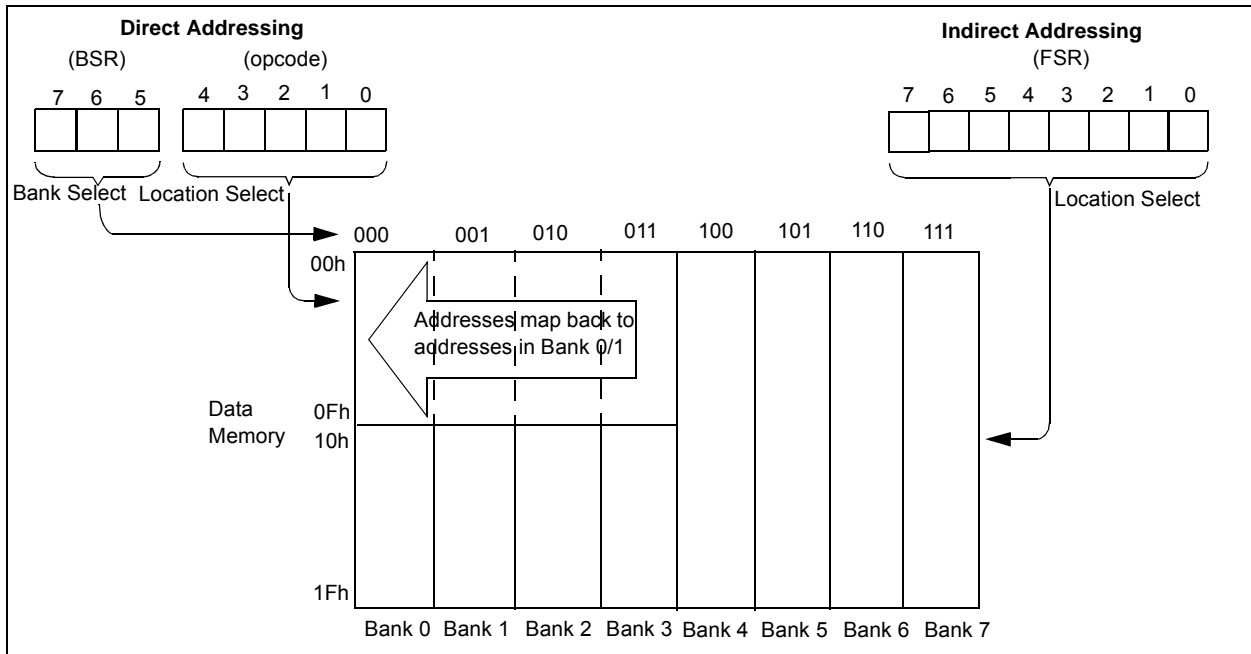 Direct Addressing
Indirect Addressing
(BSR)
(opcode)
(FSR)
7 6 5
4 3 2 1 0
7 6 5 4 3 2 1 0
Bank Select
Location Select
Location Select
000 001 010 011 100 101 110 111
00h
Addresses map back to
addresses in Bank 0/1
Data
Memory
0Fh
10h
1Fh
Bank 0 Bank 1 Bank 2 Bank 3 Bank 4 Bank 5 Bank 6 Bank 7